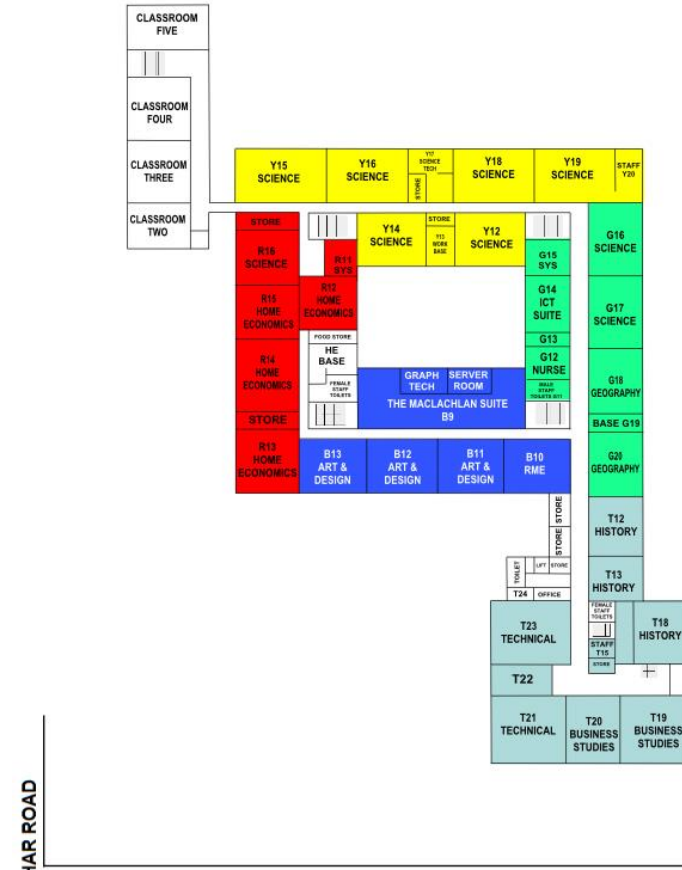 CLASSROOM
FIVE
CLASSROOM
FOUR
CLASSROOM
THREE
CLASSROOM
TWO
Y15
SCIENCE
Y16
SCIENCE
Y17
SCIENCE
TECH
STORE
Y18
SCIENCE
Y19
SCIENCE
STAFF
Y20
STORE
R16
SCIENCE
R15
HOME
ECONOMICS
R14
HOME
ECONOMICS
STORE
R13
HOME
ECONOMICS
R11
SYS
R12
HOME
ECONOMICS
FOOD STORE
HE
BASE
FEMALE
STAFF
TOILETS
Y14
SCIENCE
STORE
Y13
WORK
BASE
Y12
SCIENCE
G15
SYS
G14
ICT
SUITE
G13
G12
NURSE
MALE
STAFF
TOILETS G11
G16
SCIENCE
G17
SCIENCE
G18
GEOGRAPHY
BASE G19
G20
GEOGRAPHY
GRAPH
TECH
SERVER
ROOM
THE MACLACHLAN SUITE
B9
B13
ART &
DESIGN
B12
ART &
DESIGN
B11
ART &
DESIGN
B10
RME
STORE
STORE
TOILET
LIFT
STORE
T24
OFFICE
T12
HISTORY
T13
HISTORY
FEMALE
STAFF
TOILETS
STAFF
T15
STORE
T18
HISTORY
T23
TECHNICAL
T22
T21
TECHNICAL
T20
BUSINESS
STUDIES
T19
BUSINESS
STUDIES
HAR ROAD